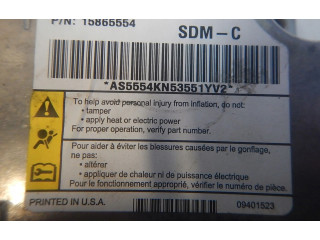 P/N: 15865554
SDM-C
*AS5554KN53551YV2*
To help avoid personal injury from inflation, do not:
• tamper
• apply heat or electric power
For proper operation, verify part number.
Pour aider à éviter les blessures causées par le gonflage,
ne pas:
• altérer
• appliquer de chaleur ni de puissance électrique
Pour le fonctionnement approprié, vérifier le numéro de pièce.
PRINTED IN U.S.A.
09401523